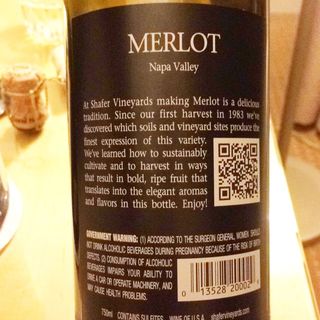 MERLOT
Napa Valley
At Shafer Vineyards making Merlot is a delicious
tradition. Since our first harvest in 1983 we've
discovered which soils and vineyard sites produce the
finest expression of this variety.
We've learned how to sustainably
cultivate and to harvest in ways
that result in bold, ripe fruit that
translates into the elegant aromas
and flavors in this bottle. Enjoy!
GOVERNMENT WARNING: (1) ACCORDING TO THE SURGEON GENERAL, WOMEN SHOULD
NOT DRINK ALCOHOLIC BEVERAGES DURING PREGNANCY BECAUSE OF THE RISK OF BIRTH
DEFECTS. (2) CONSUMPTION OF ALCOHOLIC
BEVERAGES IMPAIRS YOUR ABILITY TO
DRIVE A CAR OR OPERATE MACHINERY, AND
MAY CAUSE HEALTH PROBLEMS.
0 13528 20002
750ml CONTAINS SULFITES WINE OF U.S.A. shafervineyards.com